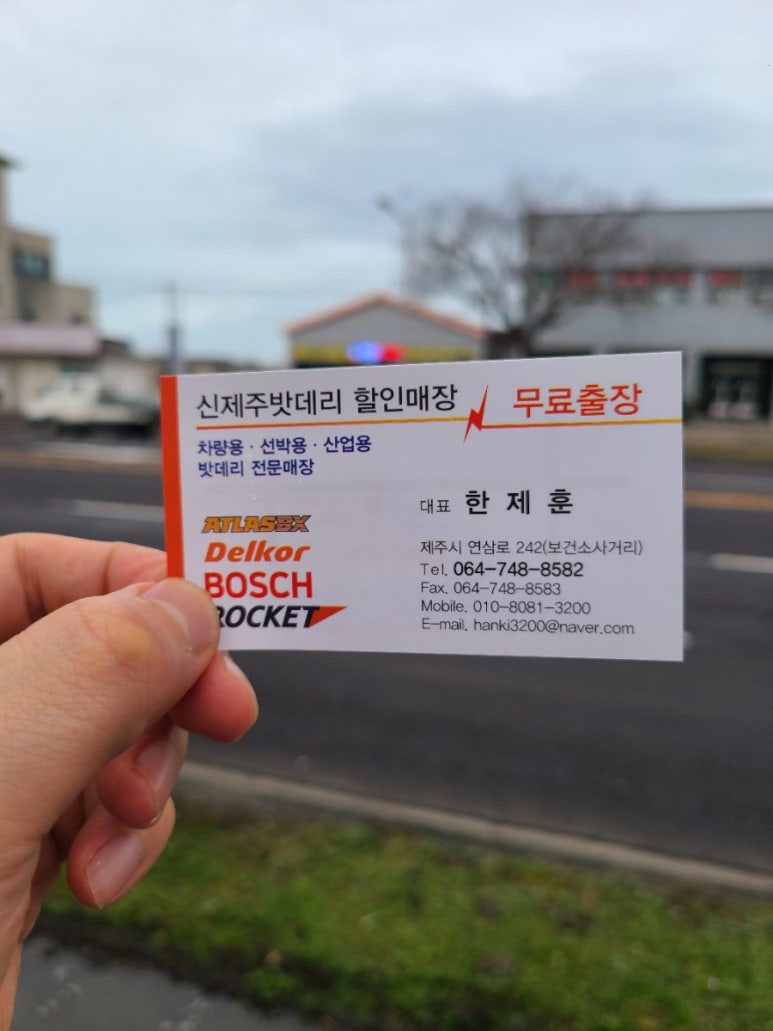 신제주밧데리 할인매장 무료출장
차량용 · 선박용 · 산업용
밧데리 전문매장
ATLASBX
Delkor
BOSCH
ROCKET
대표 한 제 훈
제주시 연삼로 242(보건소사거리)
Tel. 064-748-8582
Fax. 064-748-8583
Mobile. 010-8081-3200
E-mail. hanki3200@naver.com